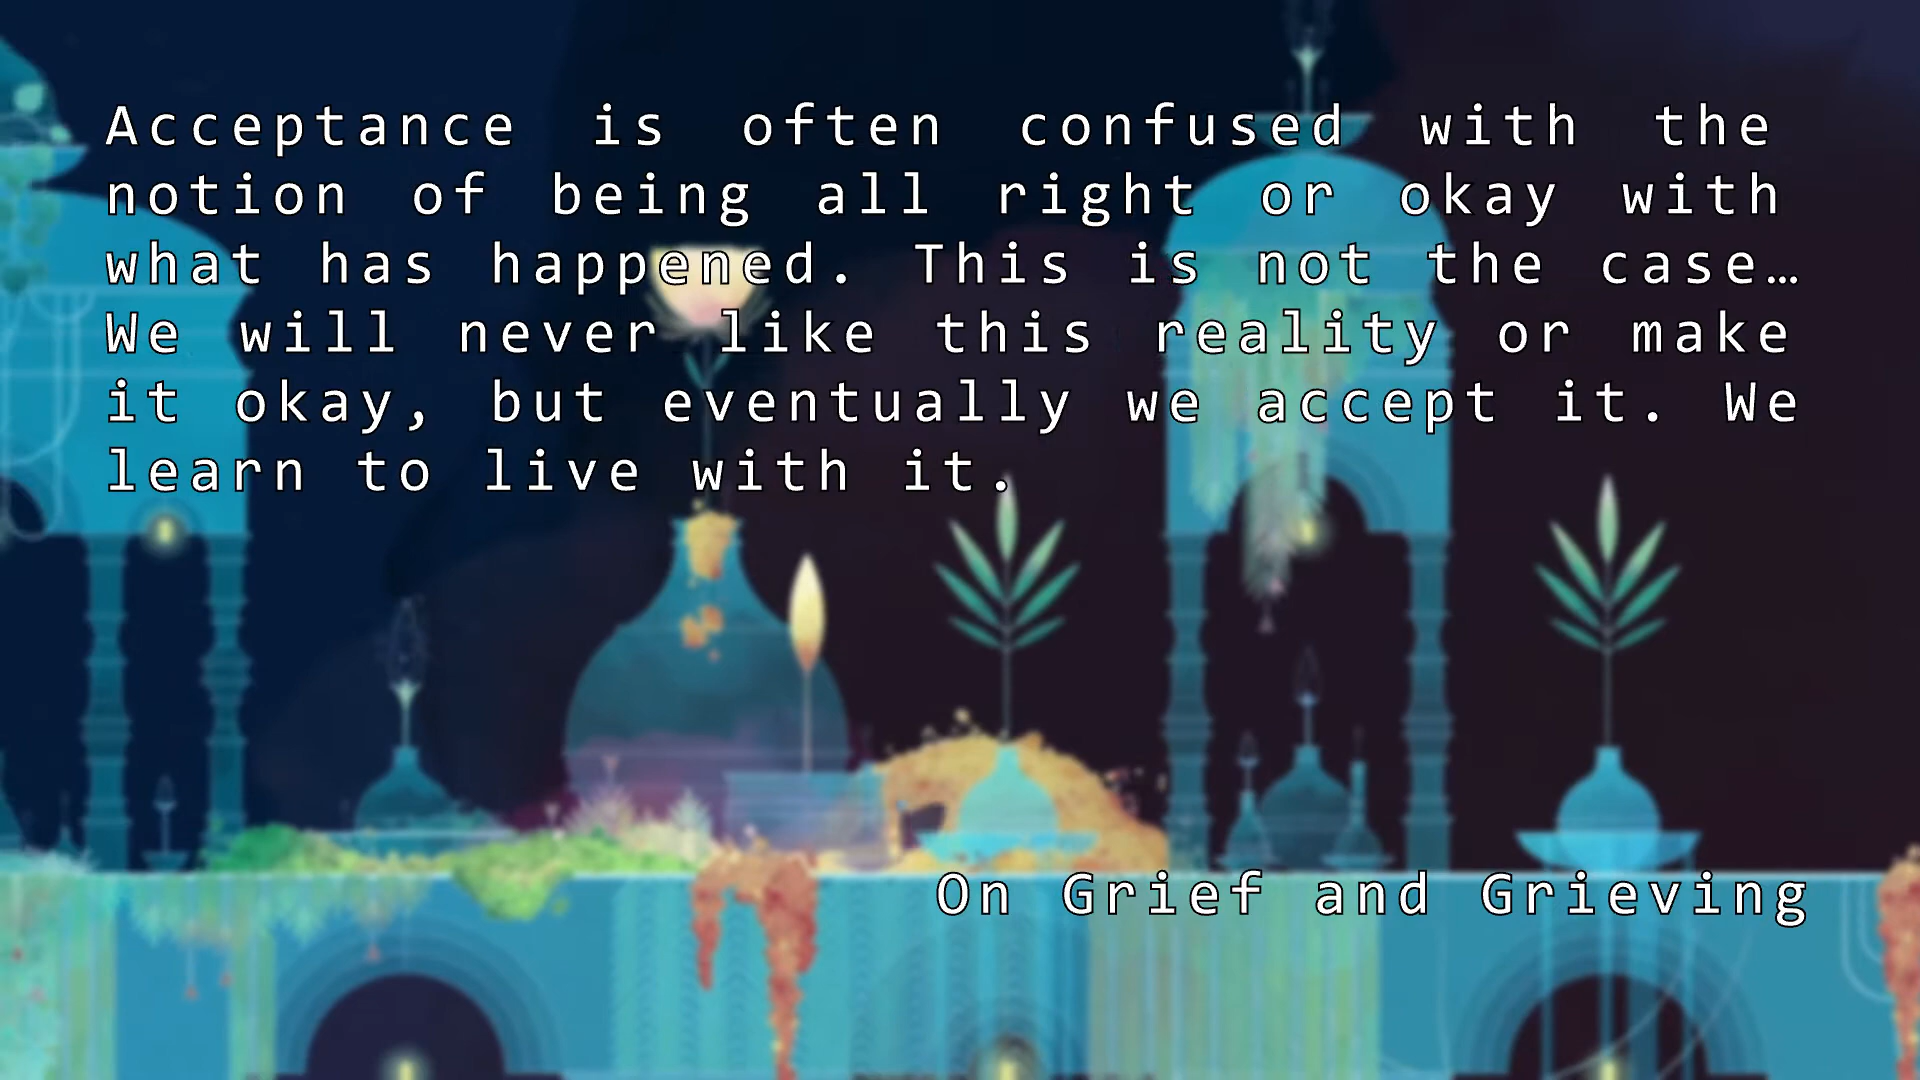 Acceptance is often confused with the
notion of being all right or okay with
what has happened. This is not the case…
We will never like this reality or make
it okay, but eventually we accept it. We
learn to live with it.
On Grief and Grieving